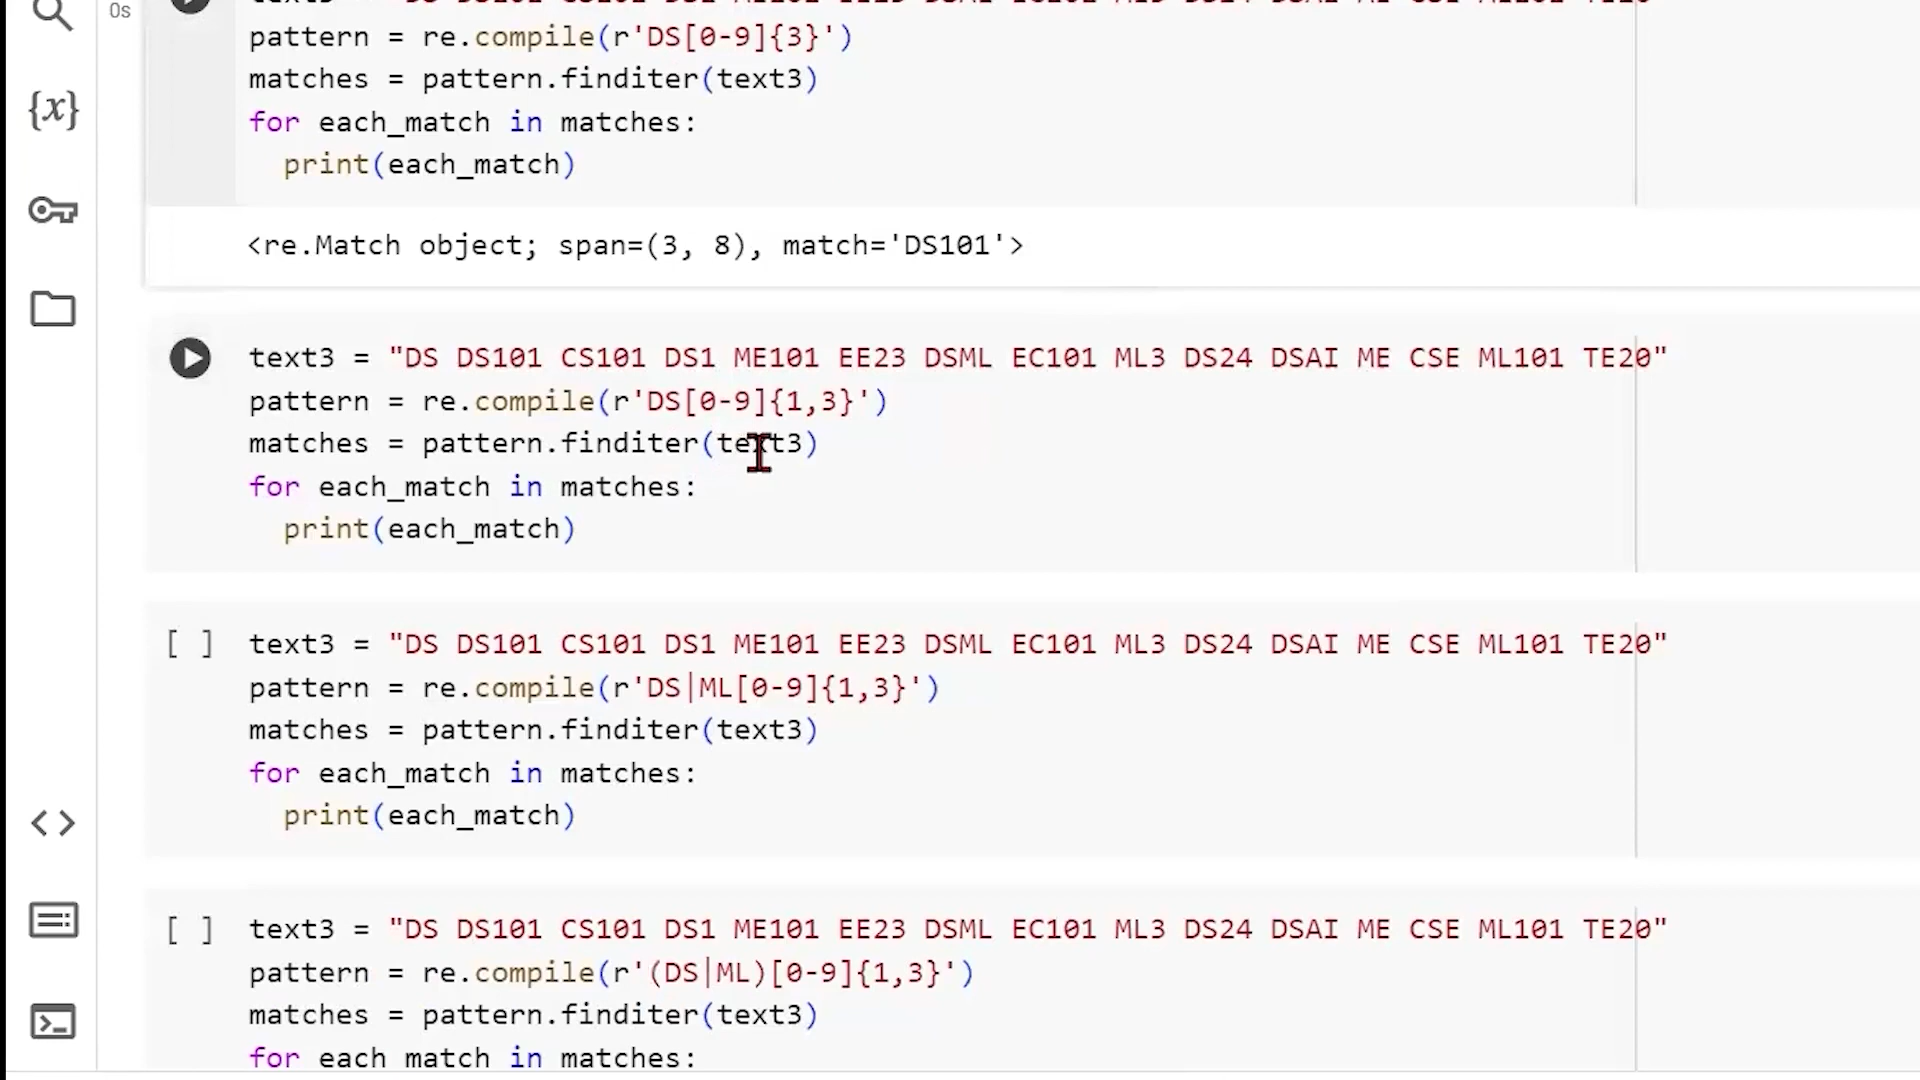 0s
pattern = re.compile(r'DS[0-9]{3}')
matches = pattern.finditer(text3)
for each_match in matches:
print(each_match)
{x}
<re.Match object; span=(3, 8), match='DS101'>
text3 = "DS DS101 CS101 DS1 ME101 EE23 DSML EC101 ML3 DS24 DSAI ME CSE ML101 TE20"
pattern = re.compile(r'DS[0-9]{1,3}')
matches = pattern.finditer(text3)
for each_match in matches:
print(each_match)
[ ] text3 = "DS DS101 CS101 DS1 ME101 EE23 DSML EC101 ML3 DS24 DSAI ME CSE ML101 TE20"
pattern = re.compile(r'DS|ML[0-9]{1,3}')
matches = pattern.finditer(text3)
for each_match in matches:
print(each_match)
[ ] text3 = "DS DS101 CS101 DS1 ME101 EE23 DSML EC101 ML3 DS24 DSAI ME CSE ML101 TE20"
pattern = re.compile(r'(DS|ML)[0-9]{1,3}')
matches = pattern.finditer(text3)
for each match in matches: